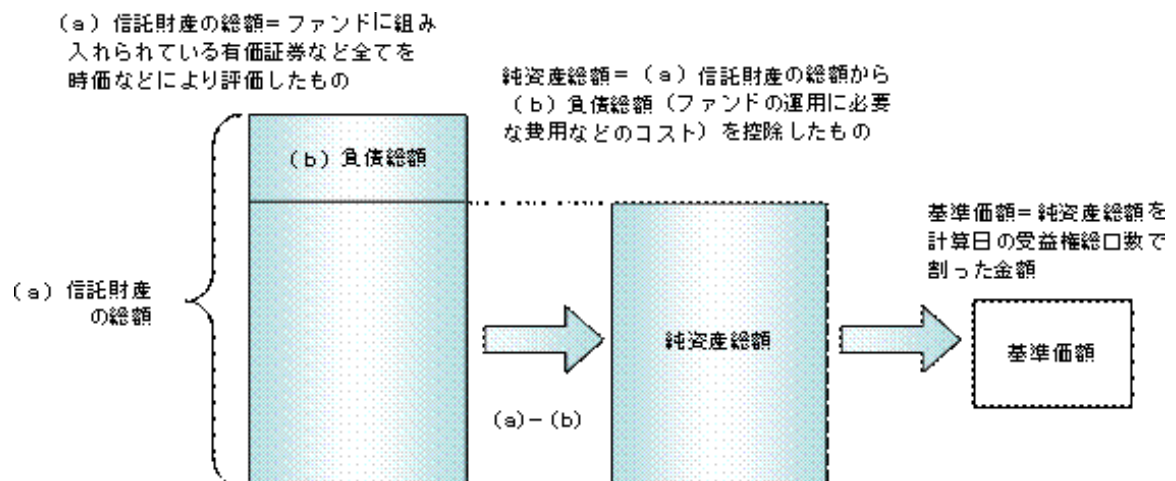 (a) 信託財産の総額=ファンドに組み
入れられている有価証券など全てを
時価などにより評価したもの
純資産総額=(a) 信託財産の総額から
(b) 負債総額(ファンドの運用に必要
な費用などのコスト)を控除したもの
(b) 負債総額
基準価額=純資産総額を
計算日の受益権総口数で
割った金額
(a) 信託財産
の総額
純資産総額
基準価額
(a)-(b)